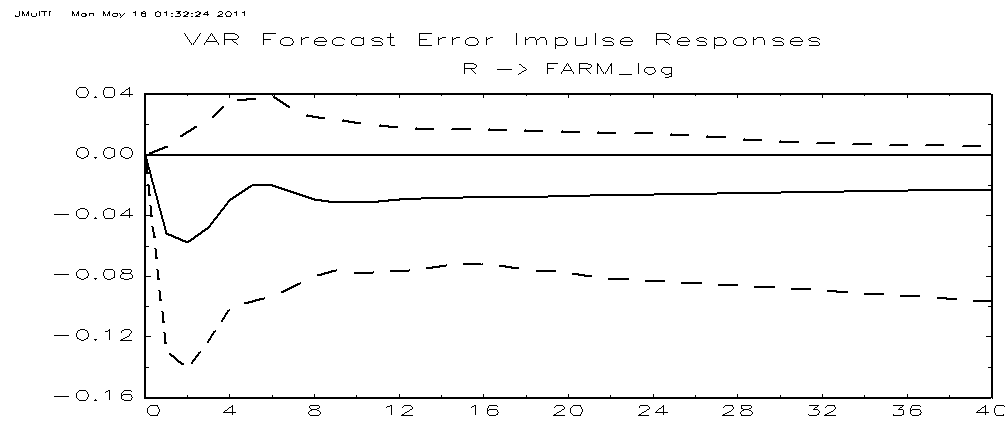 JMulTi Mon May 16 01:32:24 2011
VAR Forecast Error Impulse Responses
R -> FARM_log
0.04
0.00
-0.04
-0.08
-0.12
-0.16
0 4 8 12 16 20 24 28 32 36 40